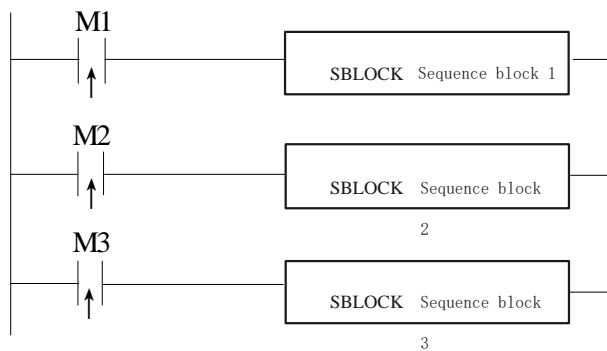 M1
SBLOCK Sequence block 1
M2
SBLOCK Sequence block
2
M3
SBLOCK Sequence block
3